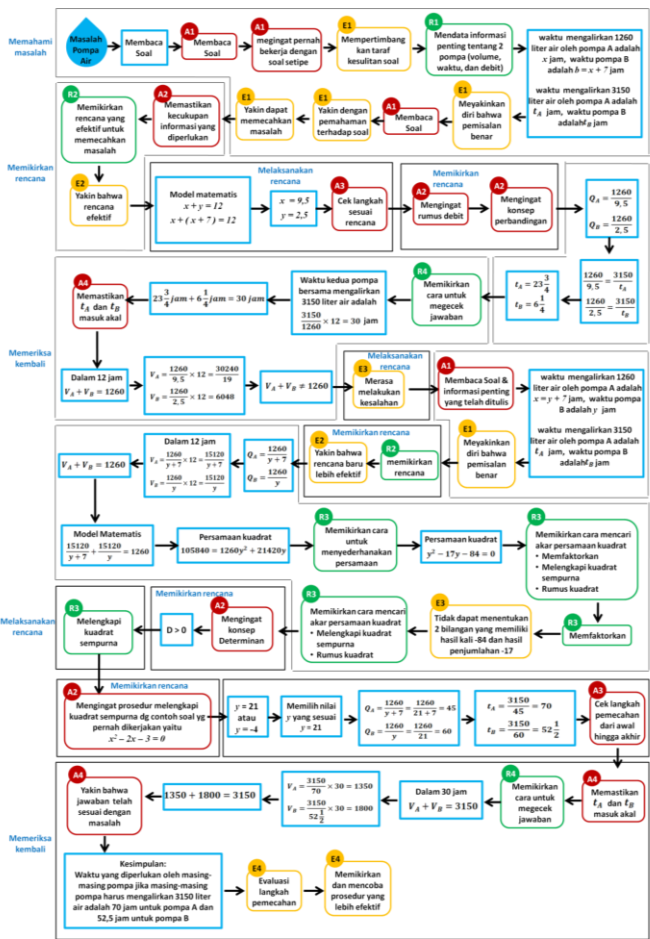 Memahami
masalah
Masalah
Pompa
Air
Membaca
Soal
A1
Membaca
Soal
A1
megingat pernah
bekerja dengan
soal setipe
E1
Mempertimbang
kan taraf
kesulitan soal
R1
Mendata informasi
penting tentang 2
pompa (volume,
waktu, dan debit)
waktu mengalirkan 1260
liter air oleh pompa A adalah
x jam, waktu pompa B
adalah b = x + 7 jam
waktu mengalirkan 3150
liter air oleh pompa A adalah
t_A jam, waktu pompa B
adalah t_B jam
E1
Meyakinkan
diri bahwa
pemisalan
benar
A1
Membaca
Soal
E1
Yakin dengan
pemahaman
terhadap soal
E1
Yakin dapat
memecahkan
masalah
A2
Memastikan
kecukupan
informasi yang
diperlukan
R2
Memikirkan
rencana yang
efektif untuk
memecahkan
masalah
Memikirkan
rencana
E2
Yakin bahwa
rencana
efektif
Melaksanakan
rencana
Model matematis
x + y = 12
x + (x + 7) = 12
x = 9,5
y = 2,5
A3
Cek langkah
sesuai
rencana
Memikirkan
rencana
A2
Mengingat
rumus debit
A2
Mengingat
konsep
perbandingan
Q_A = 1260/9,5
Q_B = 1260/2,5
1260/9,5 = 3150/t_A
1260/2,5 = 3150/t_B
t_A = 23 3/4
t_B = 6 1/4
R4
Memikirkan
cara untuk
megecek
jawaban
Waktu kedua pompa
bersama mengalirkan
3150 liter air adalah
3150/1260 × 12 = 30 jam
23 3/4 jam + 6 1/4 jam = 30 jam
A4
Memastikan
t_A dan t_B
masuk akal
Memeriksa
kembali
Dalam 12 jam
V_A + V_B = 1260
V_A = 1260/9,5 × 12 = 30240/19
V_B = 1260/2,5 × 12 = 6048
V_A + V_B ≠ 1260
Melaksanakan
rencana
E3
Merasa
melakukan
kesalahan
A1
Membaca Soal &
informasi penting
yang telah ditulis
waktu mengalirkan 1260
liter air oleh pompa A adalah
x = y + 7 jam, waktu pompa
B adalah y jam
waktu mengalirkan 3150
liter air oleh pompa A adalah
t_A jam, waktu pompa B
adalah t_B jam
E1
Meyakinkan
diri bahwa
pemisalan
benar
Memikirkan rencana
R2
memikirkan
rencana
E2
Yakin bahwa
rencana baru
lebih efektif
Q_A = 1260/y + 7
Q_B = 1260/y
Dalam 12 jam
V_A = 1260/y + 7 × 12 = 15120/y + 7
V_B = 1260/y × 12 = 15120/y
V_A + V_B = 1260
Model Matematis
15120/y + 7 + 15120/y = 1260
Persamaan kuadrat
105840 = 1260y² + 21420y
R3
Memikirkan cara
untuk
menyederhanakan
persamaan
Persamaan kuadrat
y² − 17y − 84 = 0
R3
Memikirkan cara mencari
akar persamaan kuadrat
• Memfaktorkan
• Melengkapi kuadrat
sempurna
• Rumus kuadrat
R3
Memfaktorkan
E3
Tidak dapat menentukan
2 bilangan yang memiliki
hasil kali -84 dan hasil
penjumlahan -17
R3
Memikirkan cara mencari
akar persamaan kuadrat
• Melengkapi kuadrat
sempurna
• Rumus kuadrat
Memikirkan rencana
A2
Mengingat
konsep
Determinan
D > 0
Melaksanakan
rencana
R3
Melengkapi
kuadrat
sempurna
Memikirkan rencana
A2
Mengingat prosedur melengkapi
kuadrat sempurna dg contoh soal yg
pernah dikerjakan yaitu
x² − 2x − 3 = 0
y = 21
atau
y = -4
Memilih nilai
y yang sesuai
y = 21
Q_A = 1260/y + 7 = 1260/21 + 7 = 45
Q_B = 1260/y = 1260/21 = 60
t_A = 3150/45 = 70
t_B = 3150/60 = 52 1/2
A3
Cek langkah
pemecahan
dari awal
hingga akhir
A4
Memastikan
t_A dan t_B
masuk akal
R4
Memikirkan
cara untuk
megecek
jawaban
Dalam 30 jam
V_A + V_B = 3150
V_A = 3150/70 × 30 = 1350
V_B = 3150/52 1/2 × 30 = 1800
1350 + 1800 = 3150
A4
Yakin bahwa
jawaban telah
sesuai dengan
masalah
Memeriksa
kembali
Kesimpulan:
Waktu yang diperlukan oleh masing-
masing pompa jika masing-masing
pompa harus mengalirkan 3150 liter
air adalah 70 jam untuk pompa A dan
52,5 jam untuk pompa B
E4
Evaluasi
langkah
pemecahan
E4
Memikirkan
dan mencoba
prosedur yang
lebih efektif